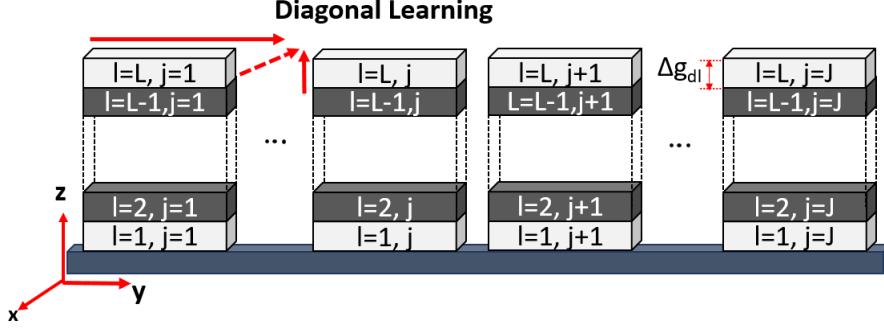 Diagonal Learning
l=L, j=1
l=L, j
l=L, j+1
l=L, j=J
Δg_dl
l=L-1,j=1
l=L-1,j
L=L-1,j+1
l=L-1,j=J
...
...
l=2, j=1
l=2, j
l=2, j+1
l=2, j=J
l=1, j=1
l=1, j
l=1, j+1
l=1, j=J
z
y
x